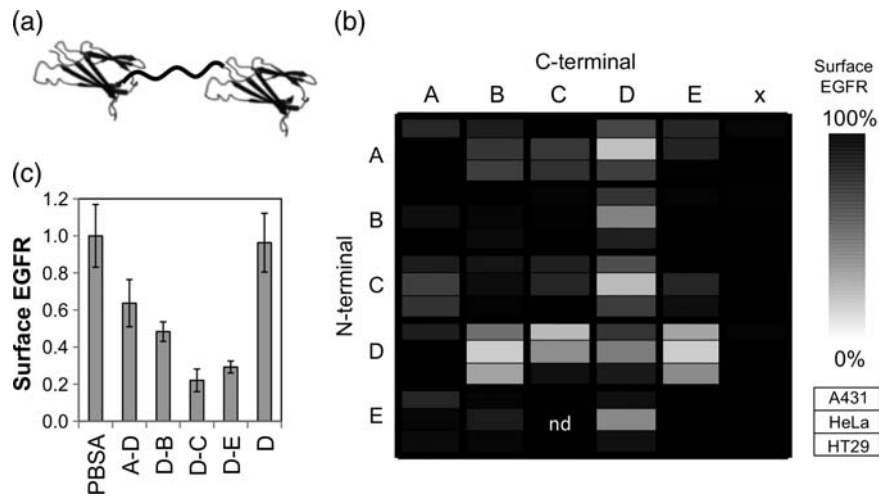 (a)
(b)
C-terminal
A B C D E x
Surface
EGFR
100%
0%
N-terminal
A
B
C
D
E
nd
A431
HeLa
HT29
(c)
Surface EGFR
1.2
1.0
0.8
0.6
0.4
0.2
0.0
PBSA
A-D
D-B
D-C
D-E
D